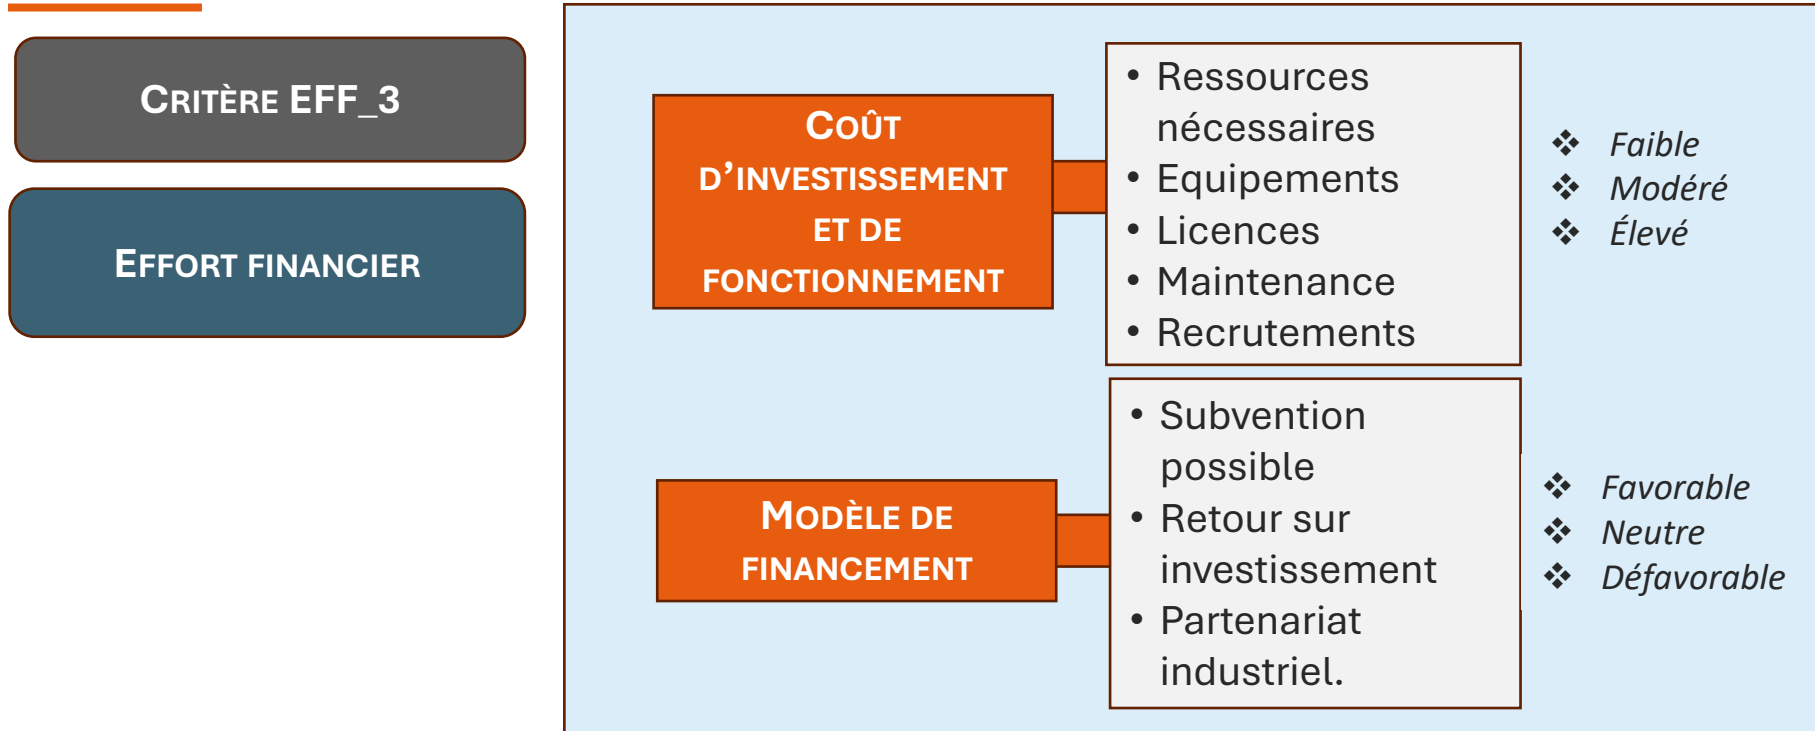 CRITÈRE EFF_3
EFFORT FINANCIER
COÛT
D’INVESTISSEMENT
ET DE
FONCTIONNEMENT
• Ressources
nécessaires
• Equipements
• Licences
• Maintenance
• Recrutements
❖ Faible
❖ Modéré
❖ Élevé
MODÈLE DE
FINANCEMENT
• Subvention
possible
• Retour sur
investissement
• Partenariat
industriel.
❖ Favorable
❖ Neutre
❖ Défavorable